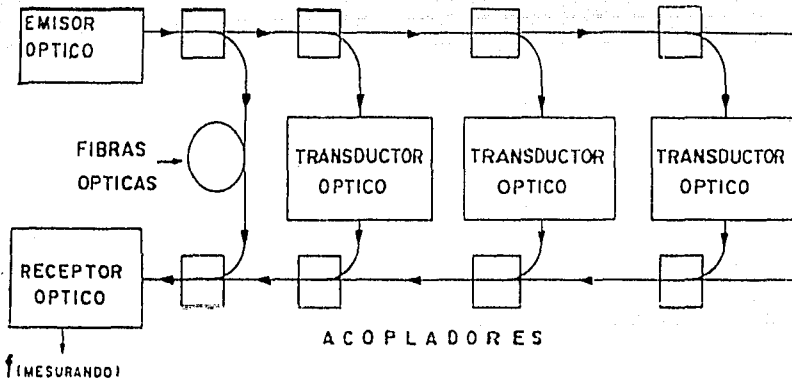 EMISOR
OPTICO
FIBRAS
OPTICAS
TRANSDUCTOR
OPTICO
TRANSDUCTOR
OPTICO
TRANSDUCTOR
OPTICO
RECEPTOR
OPTICO
ACOPLADORES
f(MESURANDO)